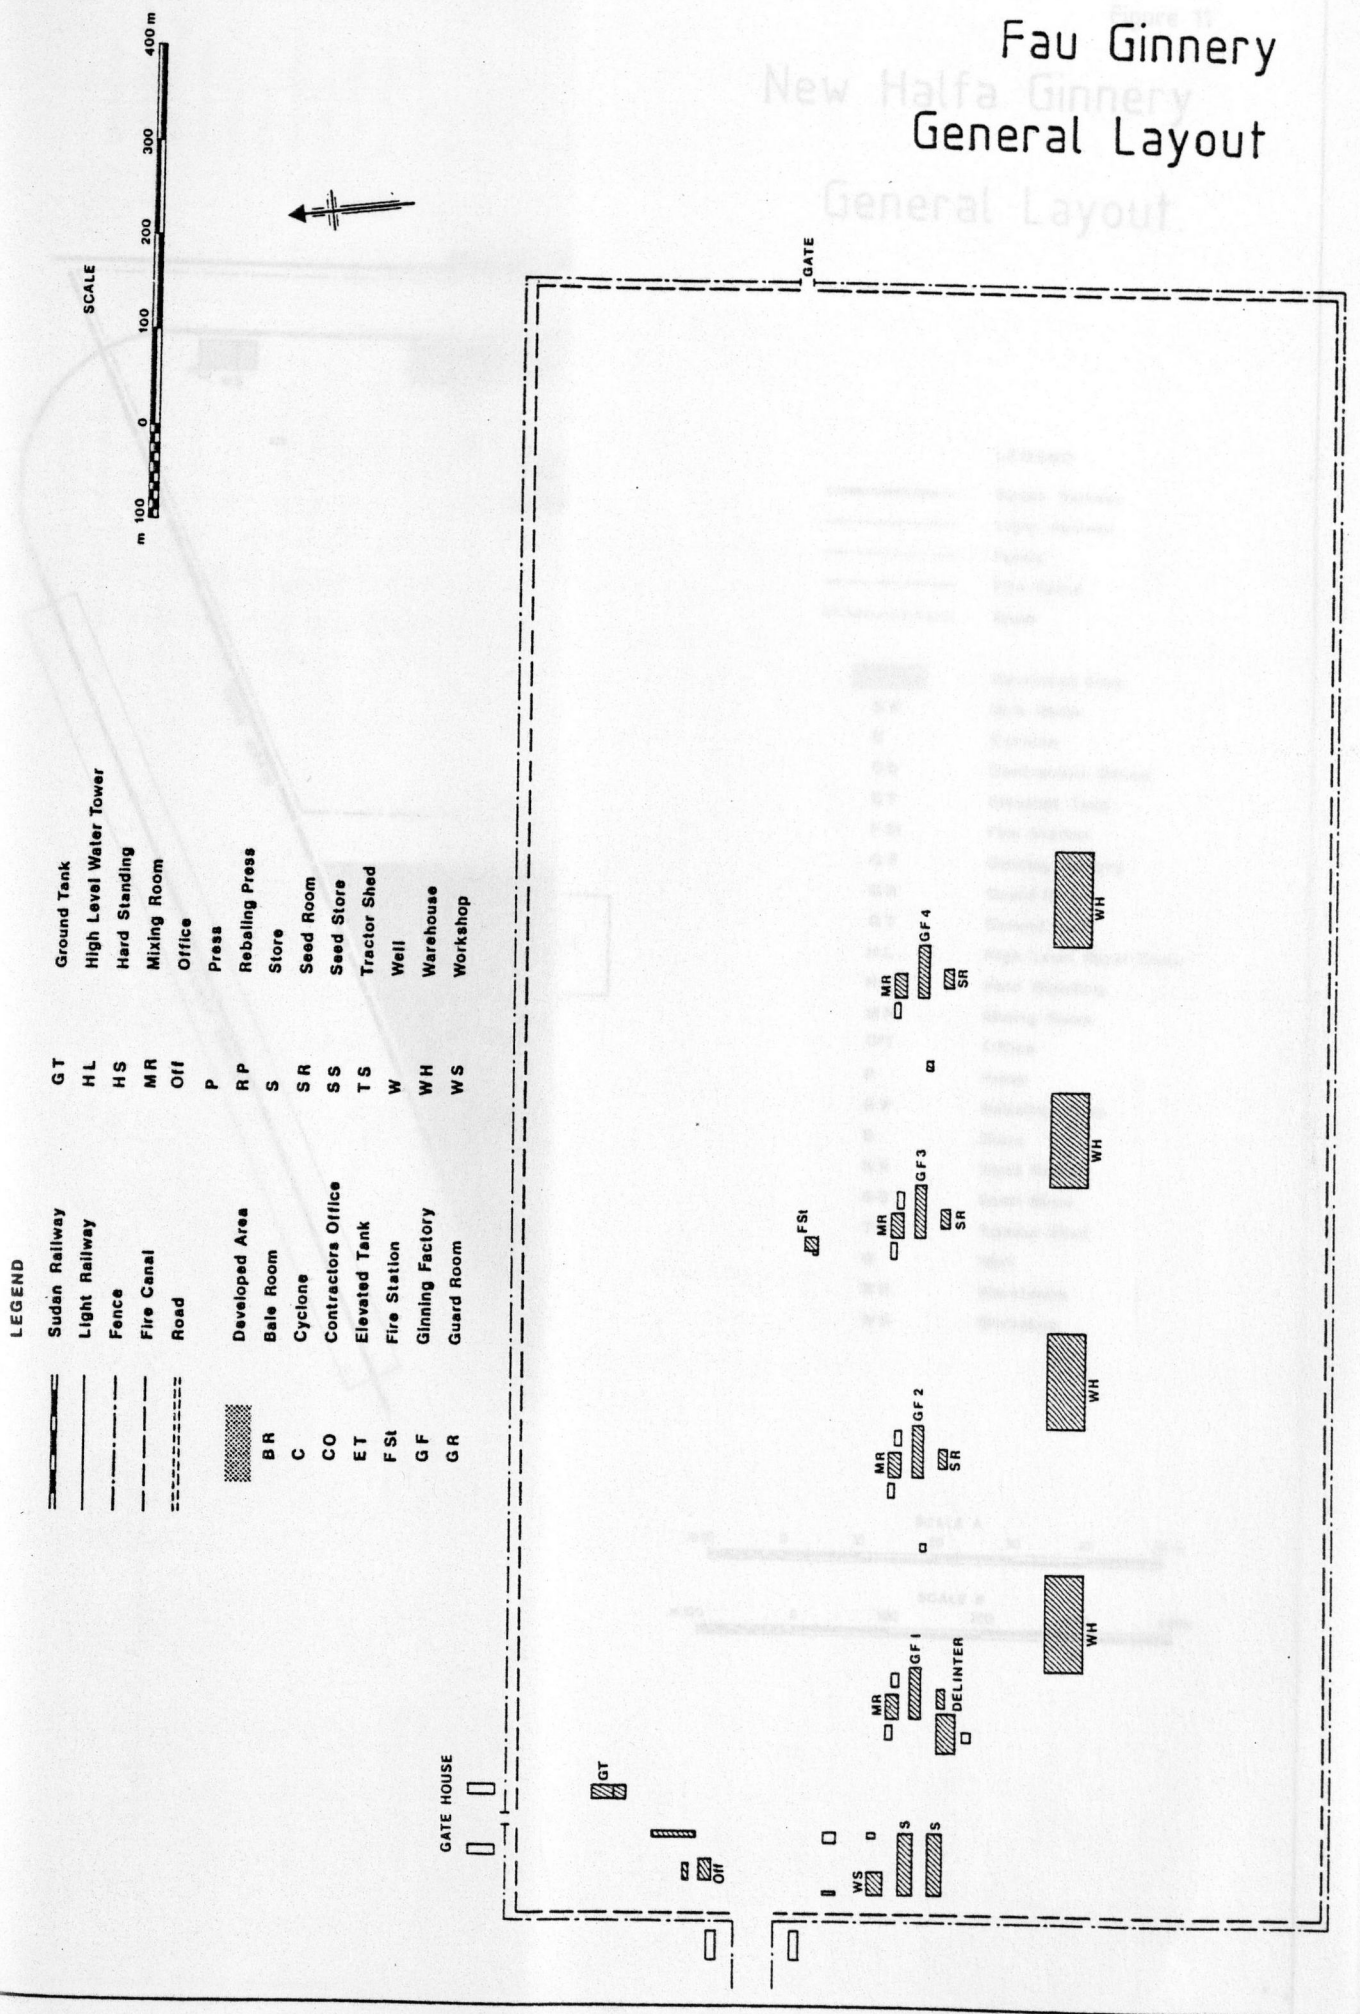 Fau Ginnery
General Layout
New Halfa Ginnery
General Layout
SCALE
m 100 0 100 200 300 400 m
LEGEND
Sudan Railway
Light Railway
Fence
Fire Canal
Road
Developed Area
BR Bale Room
C Cyclone
CO Contractors Office
ET Elevated Tank
F St Fire Station
GF Ginning Factory
GR Guard Room
GT Ground Tank
HL High Level Water Tower
HS Hard Standing
MR Mixing Room
Off Office
P Press
RP Rebaling Press
S Store
SR Seed Room
SS Seed Store
TS Tractor Shed
W Well
WH Warehouse
WS Workshop
GATE HOUSE
GATE
GT
Off
WS
S
S
F St
MR
GF 1
DELINTER
WH
MR
GF 2
SR
WH
MR
GF 3
SR
WH
MR
GF 4
SR
WH